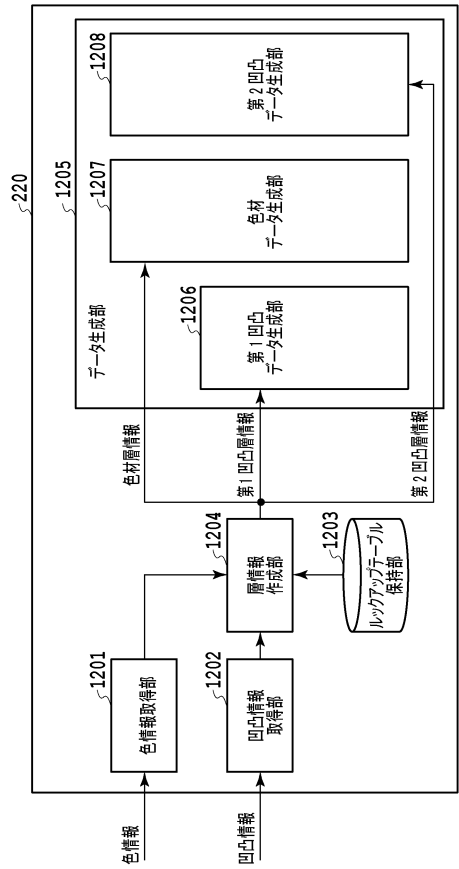 220
色情報
1201
色情報取得部
凹凸情報
1202
凹凸情報
取得部
1204
層情報
作成部
1203
ルックアップテーブル
保持部
色材層情報
第1凹凸層情報
第2凹凸層情報
1205
データ生成部
1206
第1凹凸
データ生成部
1207
色材
データ生成部
1208
第2凹凸
データ生成部